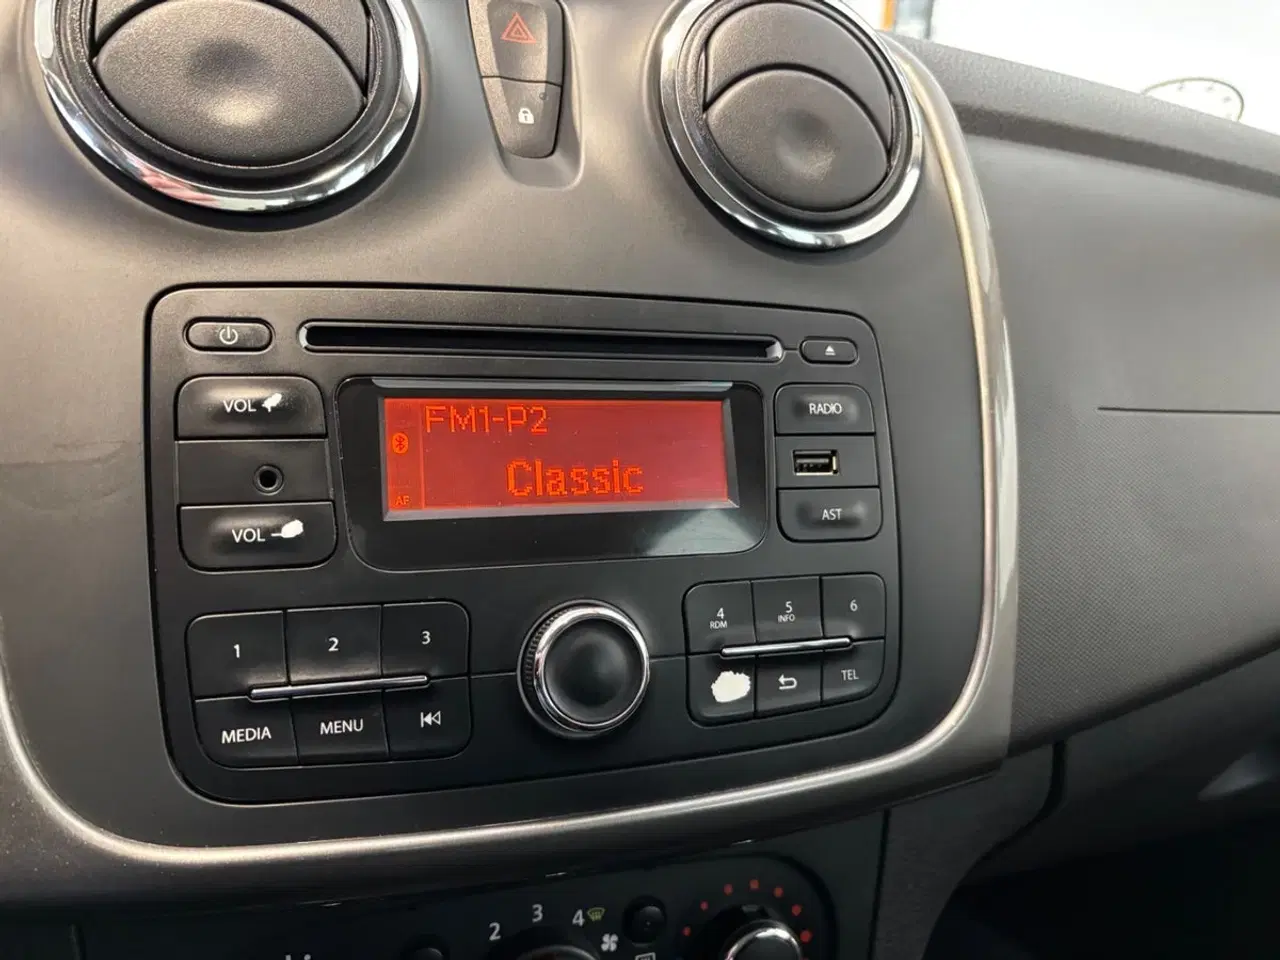 VOL
FM1-P2
RADIO
AF
Classic
VOL
AST
1
2
3
4
RDM
5
INFO
6
MEDIA
MENU
TEL
2
3
4